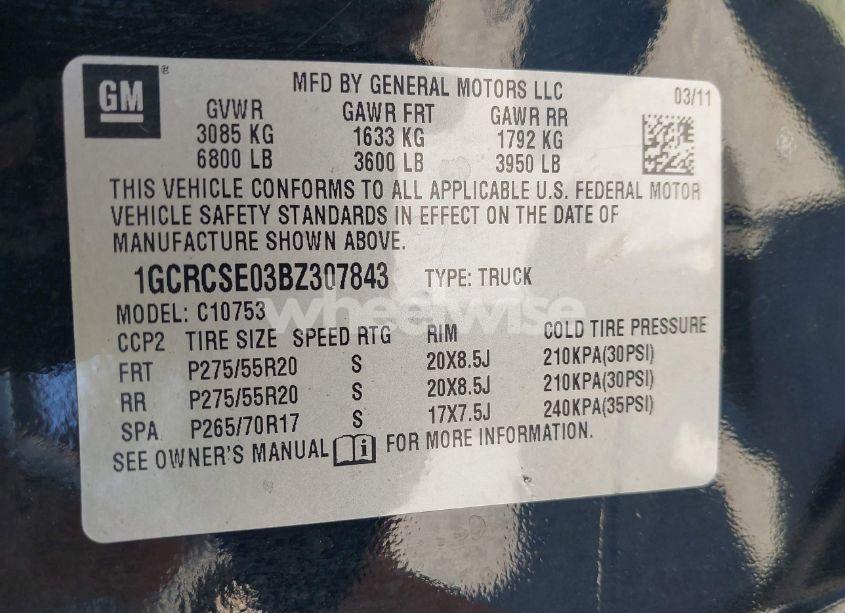 GM ®
MFD BY GENERAL MOTORS LLC
03/11
GVWR GAWR FRT GAWR RR
3085 KG 1633 KG 1792 KG
6800 LB 3600 LB 3950 LB
THIS VEHICLE CONFORMS TO ALL APPLICABLE U.S. FEDERAL MOTOR
VEHICLE SAFETY STANDARDS IN EFFECT ON THE DATE OF
MANUFACTURE SHOWN ABOVE.
1GCRCSE03BZ307843 TYPE: TRUCK
wheelwise
MODEL: C10753
CCP2 TIRE SIZE SPEED RTG RIM COLD TIRE PRESSURE
FRT P275/55R20 S 20X8.5J 210KPA(30PSI)
RR P275/55R20 S 20X8.5J 210KPA(30PSI)
SPA P265/70R17 S 17X7.5J 240KPA(35PSI)
SEE OWNER'S MANUAL i FOR MORE INFORMATION.